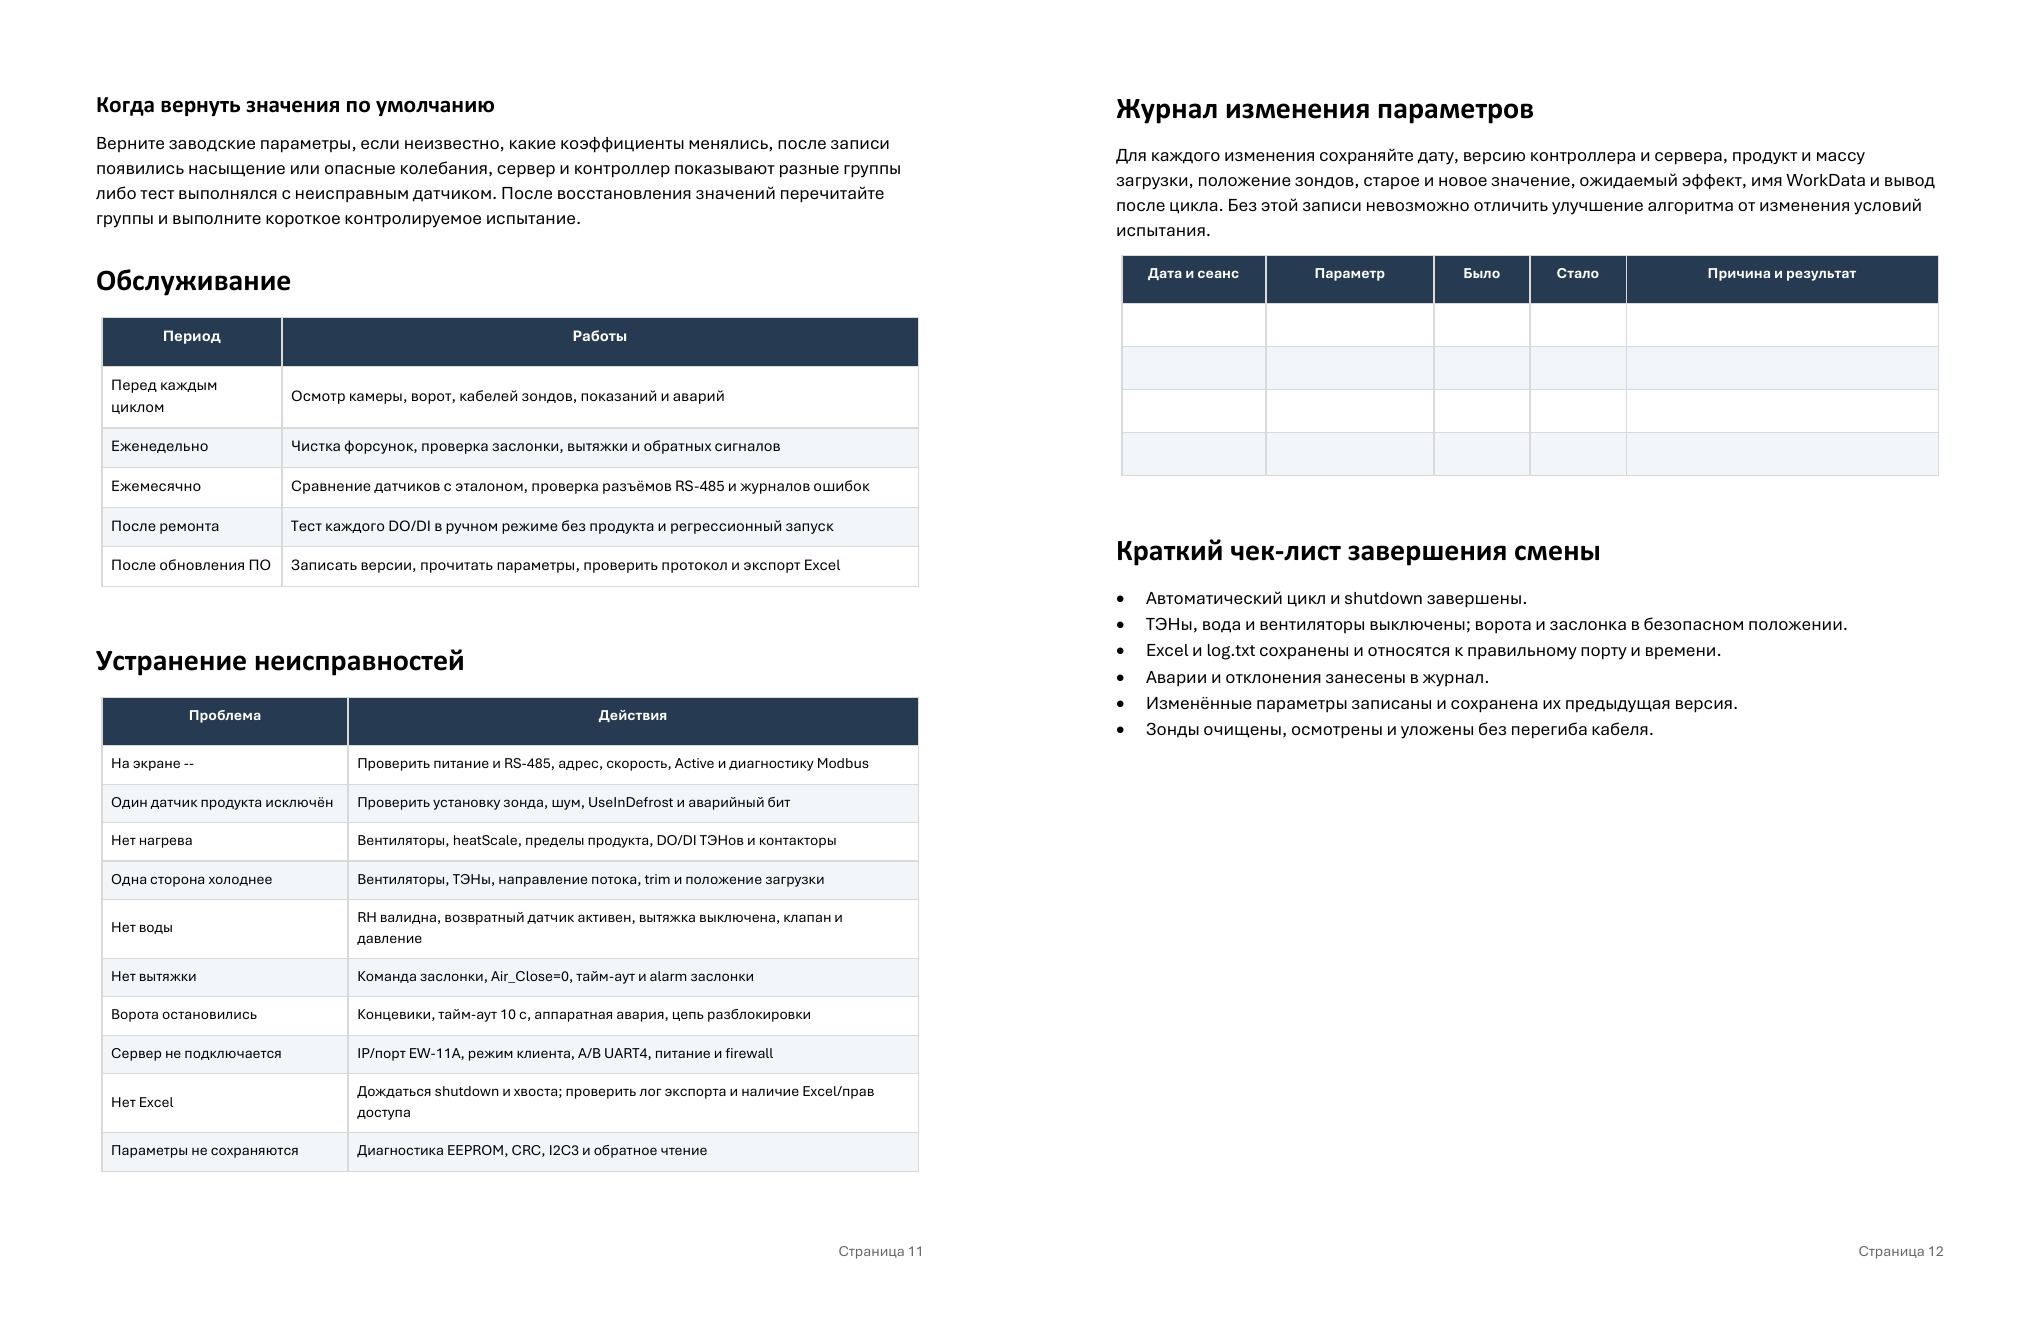 Когда вернуть значения по умолчанию
Верните заводские параметры, если неизвестно, какие коэффициенты менялись, после записи
появились насыщение или опасные колебания, сервер и контроллер показывают разные группы
либо тест выполнялся с неисправным датчиком. После восстановления значений перечитайте
группы и выполните короткое контролируемое испытание.
Обслуживание
Период Работы
Перед каждым
циклом
Осмотр камеры, ворот, кабелей зондов, показаний и аварий
Еженедельно Чистка форсунок, проверка заслонки, вытяжки и обратных сигналов
Ежемесячно Сравнение датчиков с эталоном, проверка разъёмов RS-485 и журналов ошибок
После ремонта Тест каждого DO/DI в ручном режиме без продукта и регрессионный запуск
После обновления ПО Записать версии, прочитать параметры, проверить протокол и экспорт Excel
Устранение неисправностей
Проблема Действия
На экране -- Проверить питание и RS-485, адрес, скорость, Active и диагностику Modbus
Один датчик продукта исключён Проверить установку зонда, шум, UseInDefrost и аварийный бит
Нет нагрева Вентиляторы, heatScale, пределы продукта, DO/DI ТЭНов и контакторы
Одна сторона холоднее Вентиляторы, ТЭНы, направление потока, trim и положение загрузки
Нет воды
RH валидна, возвратный датчик активен, вытяжка выключена, клапан и
давление
Нет вытяжки Команда заслонки, Air_Close=0, тайм-аут и alarm заслонки
Ворота остановились Концевики, тайм-аут 10 с, аппаратная авария, цепь разблокировки
Сервер не подключается IP/порт EW-11A, режим клиента, A/B UART4, питание и firewall
Нет Excel
Дождаться shutdown и хвоста; проверить лог экспорта и наличие Excel/прав
доступа
Параметры не сохраняются Диагностика EEPROM, CRC, I2C3 и обратное чтение
Страница 11
Журнал изменения параметров
Для каждого изменения сохраняйте дату, версию контроллера и сервера, продукт и массу
загрузки, положение зондов, старое и новое значение, ожидаемый эффект, имя WorkData и вывод
после цикла. Без этой записи невозможно отличить улучшение алгоритма от изменения условий
испытания.
Дата и сеанс Параметр Было Стало Причина и результат
Краткий чек-лист завершения смены
• Автоматический цикл и shutdown завершены.
• ТЭНы, вода и вентиляторы выключены; ворота и заслонка в безопасном положении.
• Excel и log.txt сохранены и относятся к правильному порту и времени.
• Аварии и отклонения занесены в журнал.
• Изменённые параметры записаны и сохранена их предыдущая версия.
• Зонды очищены, осмотрены и уложены без перегиба кабеля.
Страница 12